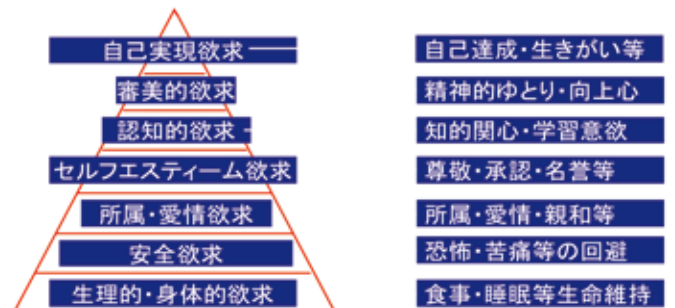 自己実現欲求
自己達成・生きがい等
審美的欲求
精神的ゆとり・向上心
認知的欲求
知的関心・学習意欲
セルフエスティーム欲求
尊敬・承認・名誉等
所属・愛情欲求
所属・愛情・親和等
安全欲求
恐怖・苦痛等の回避
生理的・身体的欲求
食事・睡眠等生命維持